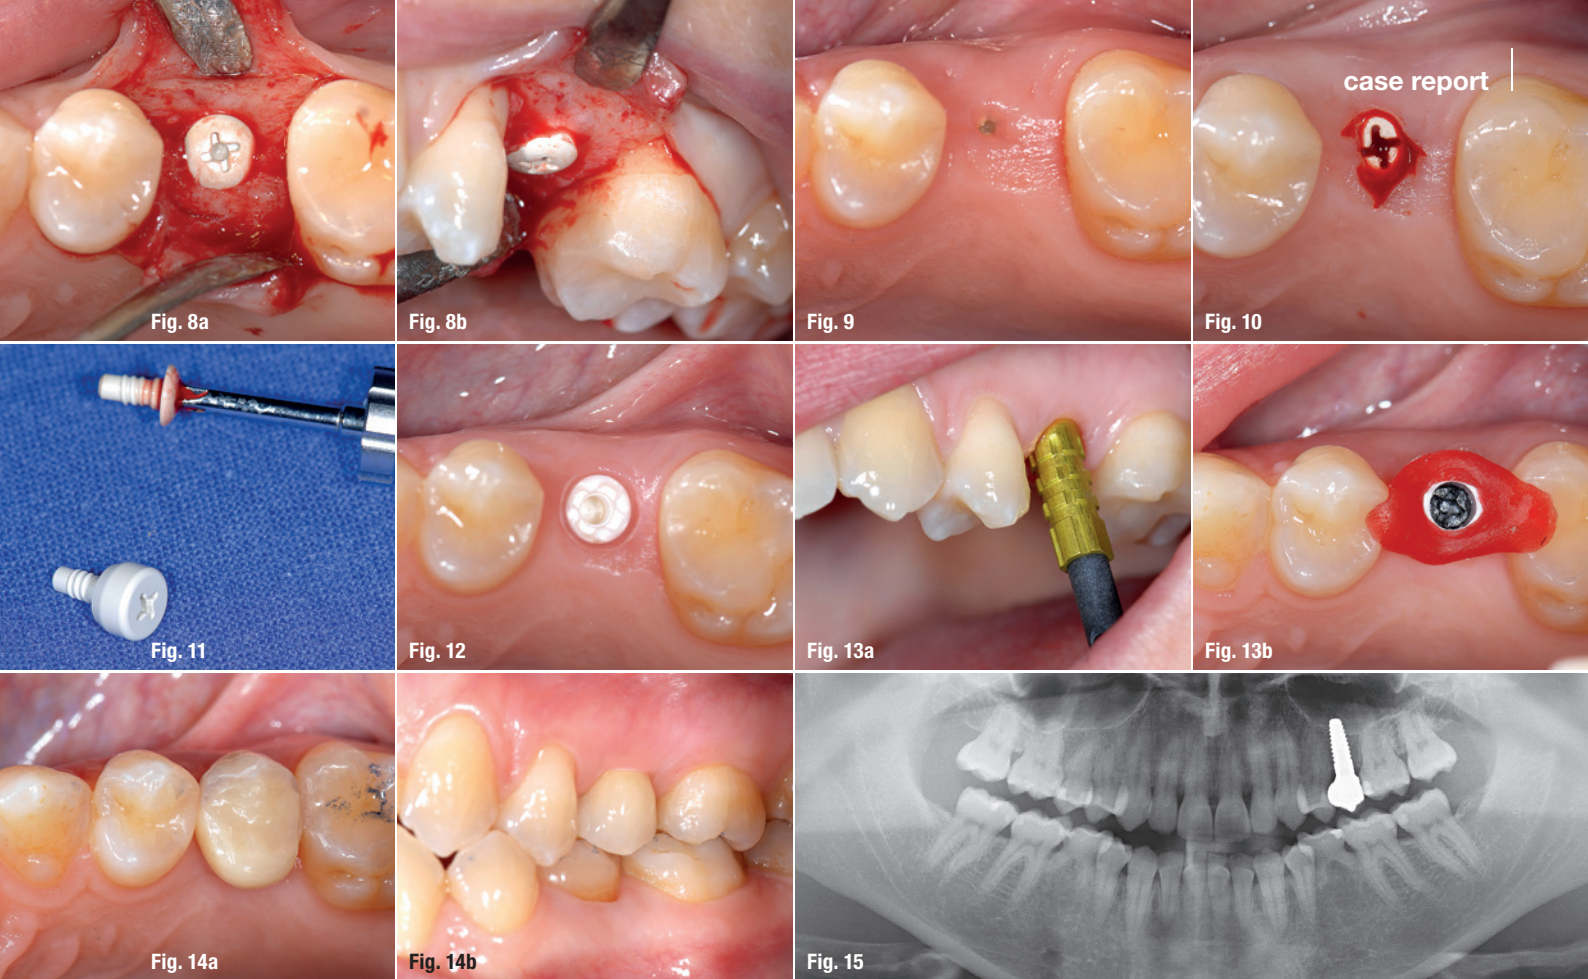 case report
Fig. 8a
Fig. 8b
Fig. 9
Fig. 10
Fig. 11
Fig. 12
Fig. 13a
Fig. 13b
Fig. 14a
Fig. 14b
Fig. 15